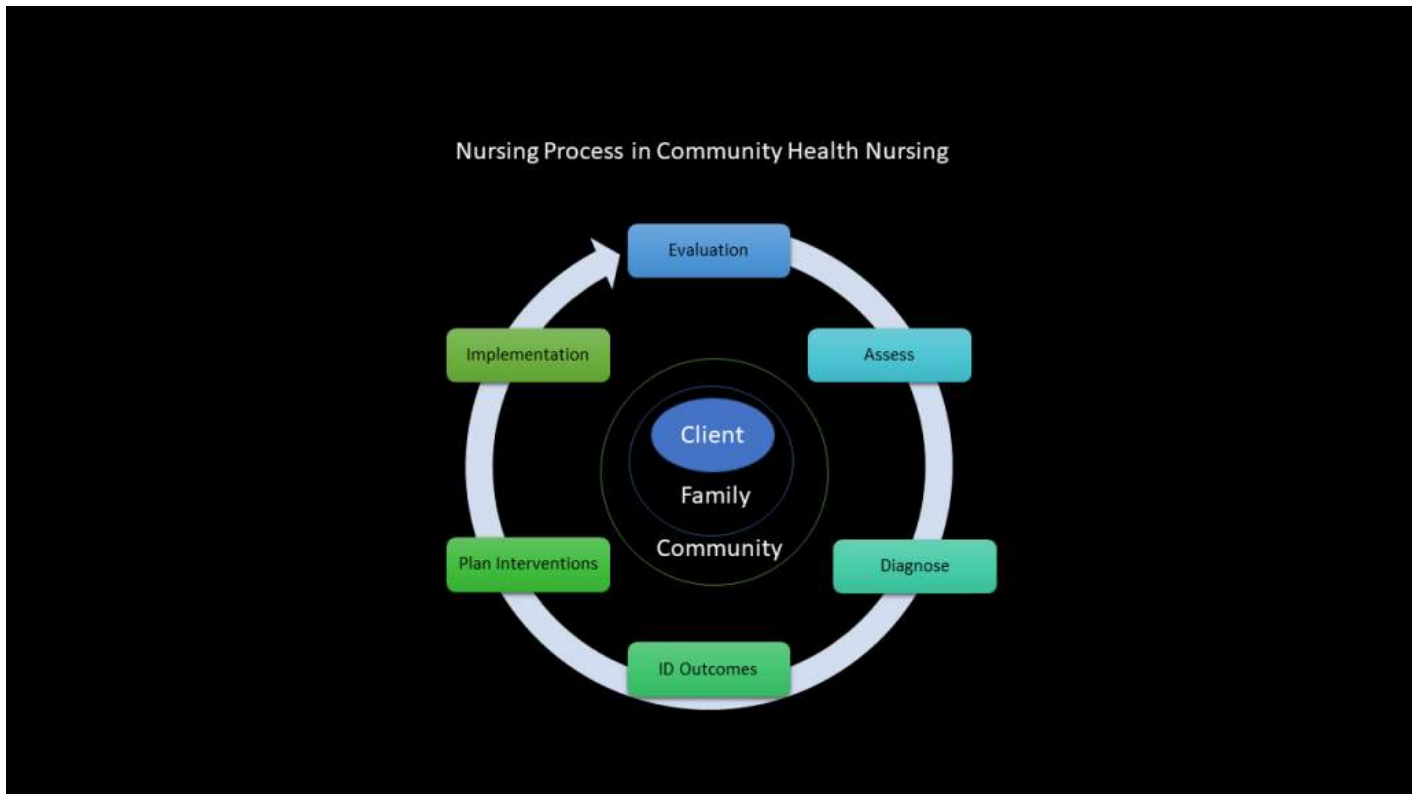 Nursing Process in Community Health Nursing
Evaluation
Assess
Diagnose
ID Outcomes
Plan Interventions
Implementation
Client
Family
Community